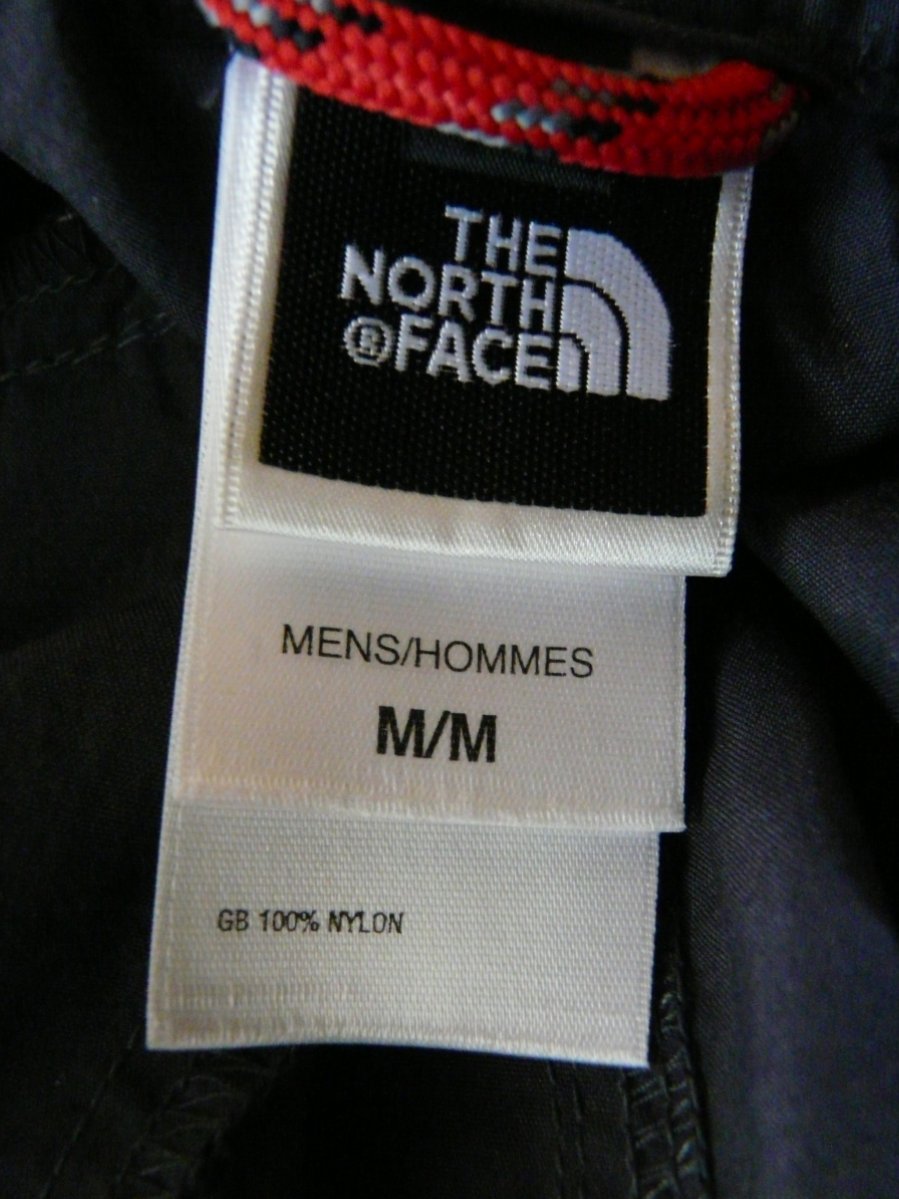 THE
NORTH
®FACE
MENS/HOMMES
M/M
GB 100% NYLON